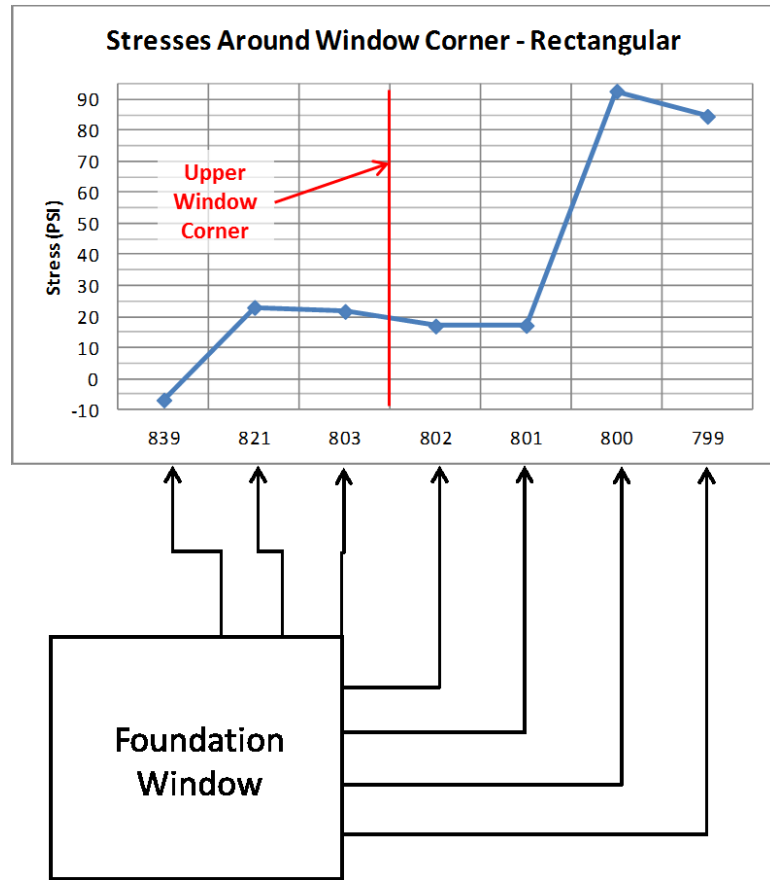 Stresses Around Window Corner - Rectangular
Stress (PSI)
90
80
70
60
50
40
30
20
10
0
-10
Upper
Window
Corner
839 821 803 802 801 800 799
Foundation
Window